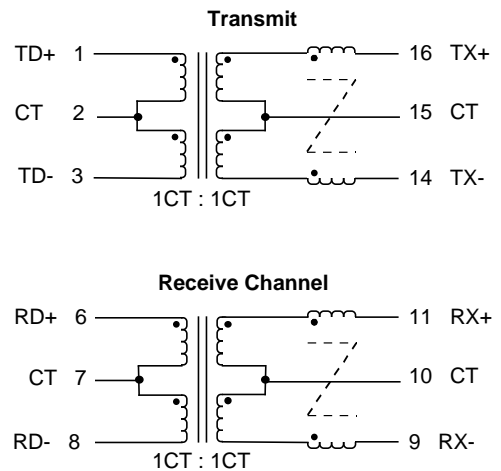 Transmit
TD+ 1 16 TX+
CT 2 15 CT
TD- 3 14 TX-
1CT : 1CT
Receive Channel
RD+ 6 11 RX+
CT 7 10 CT
RD- 8 9 RX-
1CT : 1CT